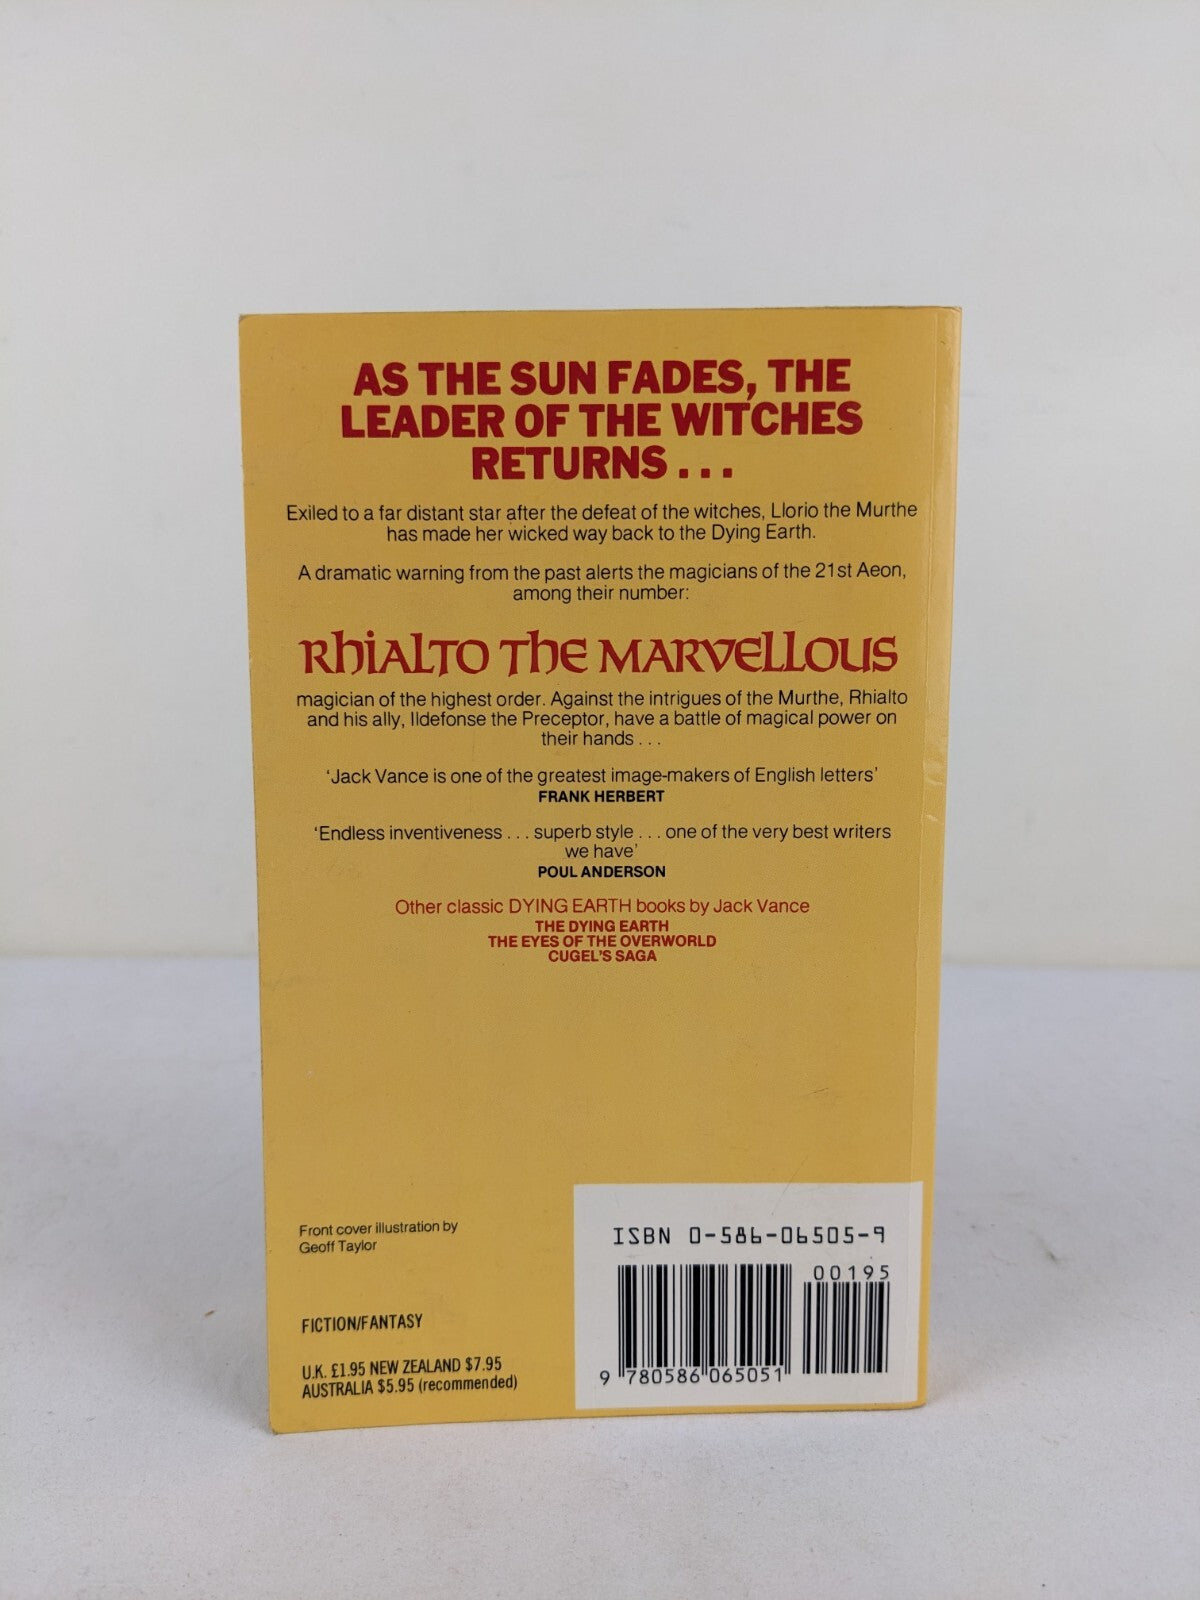 AS THE SUN FADES, THE
LEADER OF THE WITCHES
RETURNS . . .
Exiled to a far distant star after the defeat of the witches, Llorio the Murthe
has made her wicked way back to the Dying Earth.
A dramatic warning from the past alerts the magicians of the 21st Aeon,
among their number:
RhiALTO The MARVELLOUS
magician of the highest order. Against the intrigues of the Murthe, Rhialto
and his ally, Ildefonse the Preceptor, have a battle of magical power on
their hands . . .
'Jack Vance is one of the greatest image-makers of English letters'
FRANK HERBERT
'Endless inventiveness . . . superb style . . . one of the very best writers
we have'
POUL ANDERSON
Other classic DYING EARTH books by Jack Vance
THE DYING EARTH
THE EYES OF THE OVERWORLD
CUGEL'S SAGA
Front cover illustration by
Geoff Taylor
FICTION/FANTASY
U.K. £1.95 NEW ZEALAND $7.95
AUSTRALIA $5.95 (recommended)
ISBN 0-586-06505-9
00195
9 780586 065051